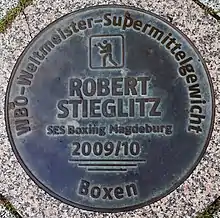 WBO-Weltmeister-Supermittelgewicht
ROBERT
STIEGLITZ
SES Boxing Magdeburg
2009/10
Boxen